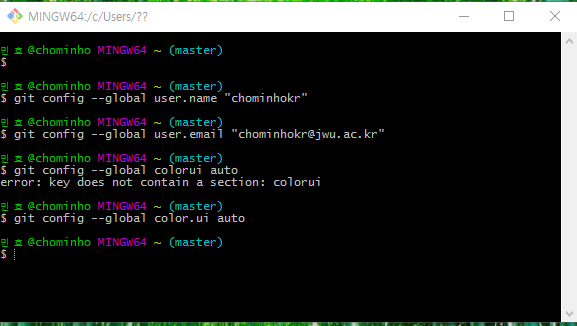 MINGW64:/c/Users/??
민 호 @chominho MINGW64 ~ (master)
$
민 호 @chominho MINGW64 ~ (master)
$ git config --global user.name "chominhokr"
민 호 @chominho MINGW64 ~ (master)
$ git config --global user.email "chominhokr@jwu.ac.kr"
민 호 @chominho MINGW64 ~ (master)
$ git config --global colorui auto
error: key does not contain a section: colorui
민 호 @chominho MINGW64 ~ (master)
$ git config --global color.ui auto
민 호 @chominho MINGW64 ~ (master)
$